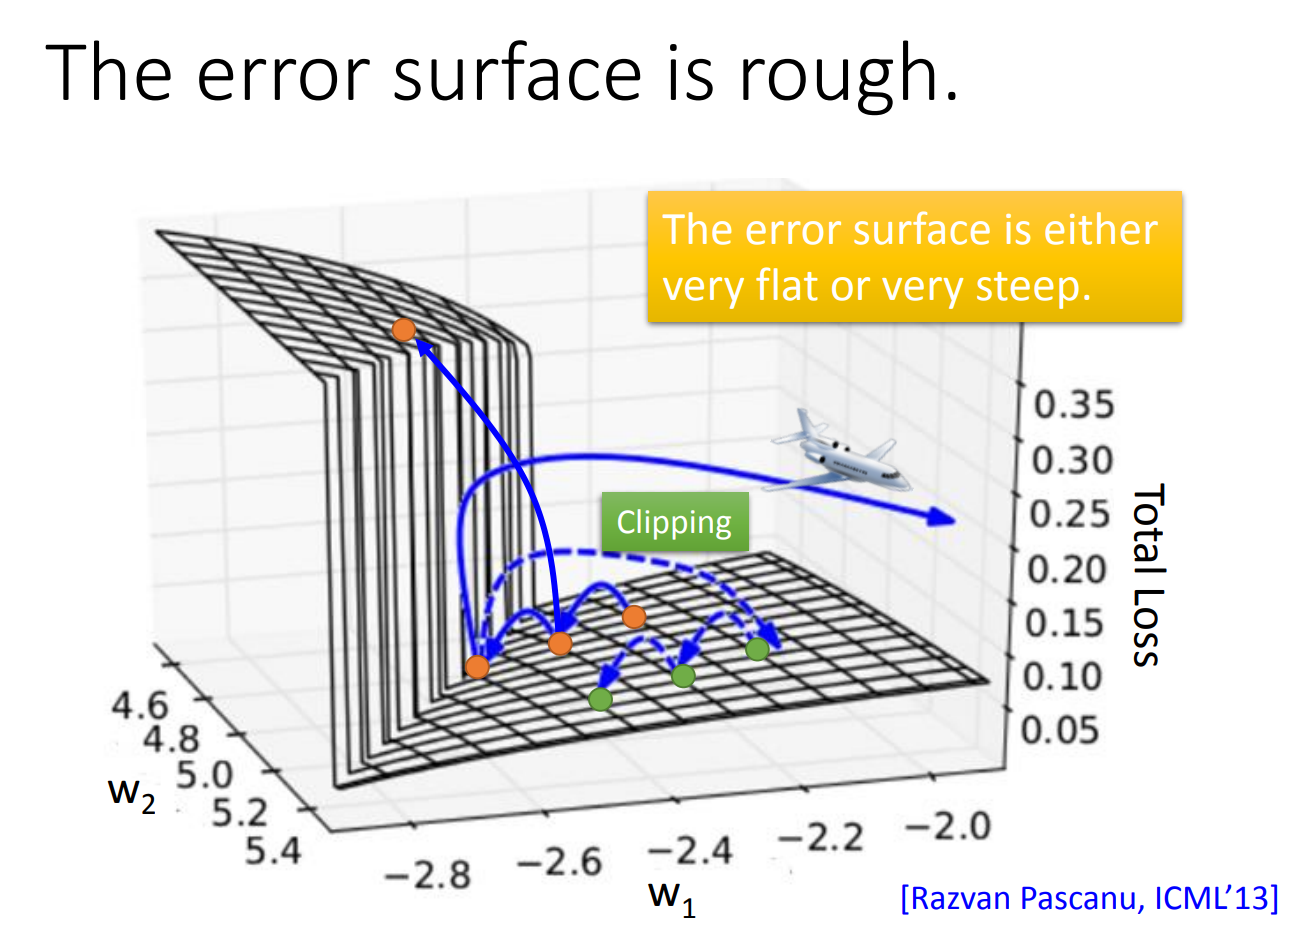 The error surface is rough.
The error surface is either
very flat or very steep.
Clipping
0.35
0.30
0.25
0.20
0.15
0.10
0.05
Total Loss
4.6
4.8
5.0
5.2
5.4
w2
−2.8
−2.6
−2.4
−2.2
−2.0
w1
[Razvan Pascanu, ICML’13]